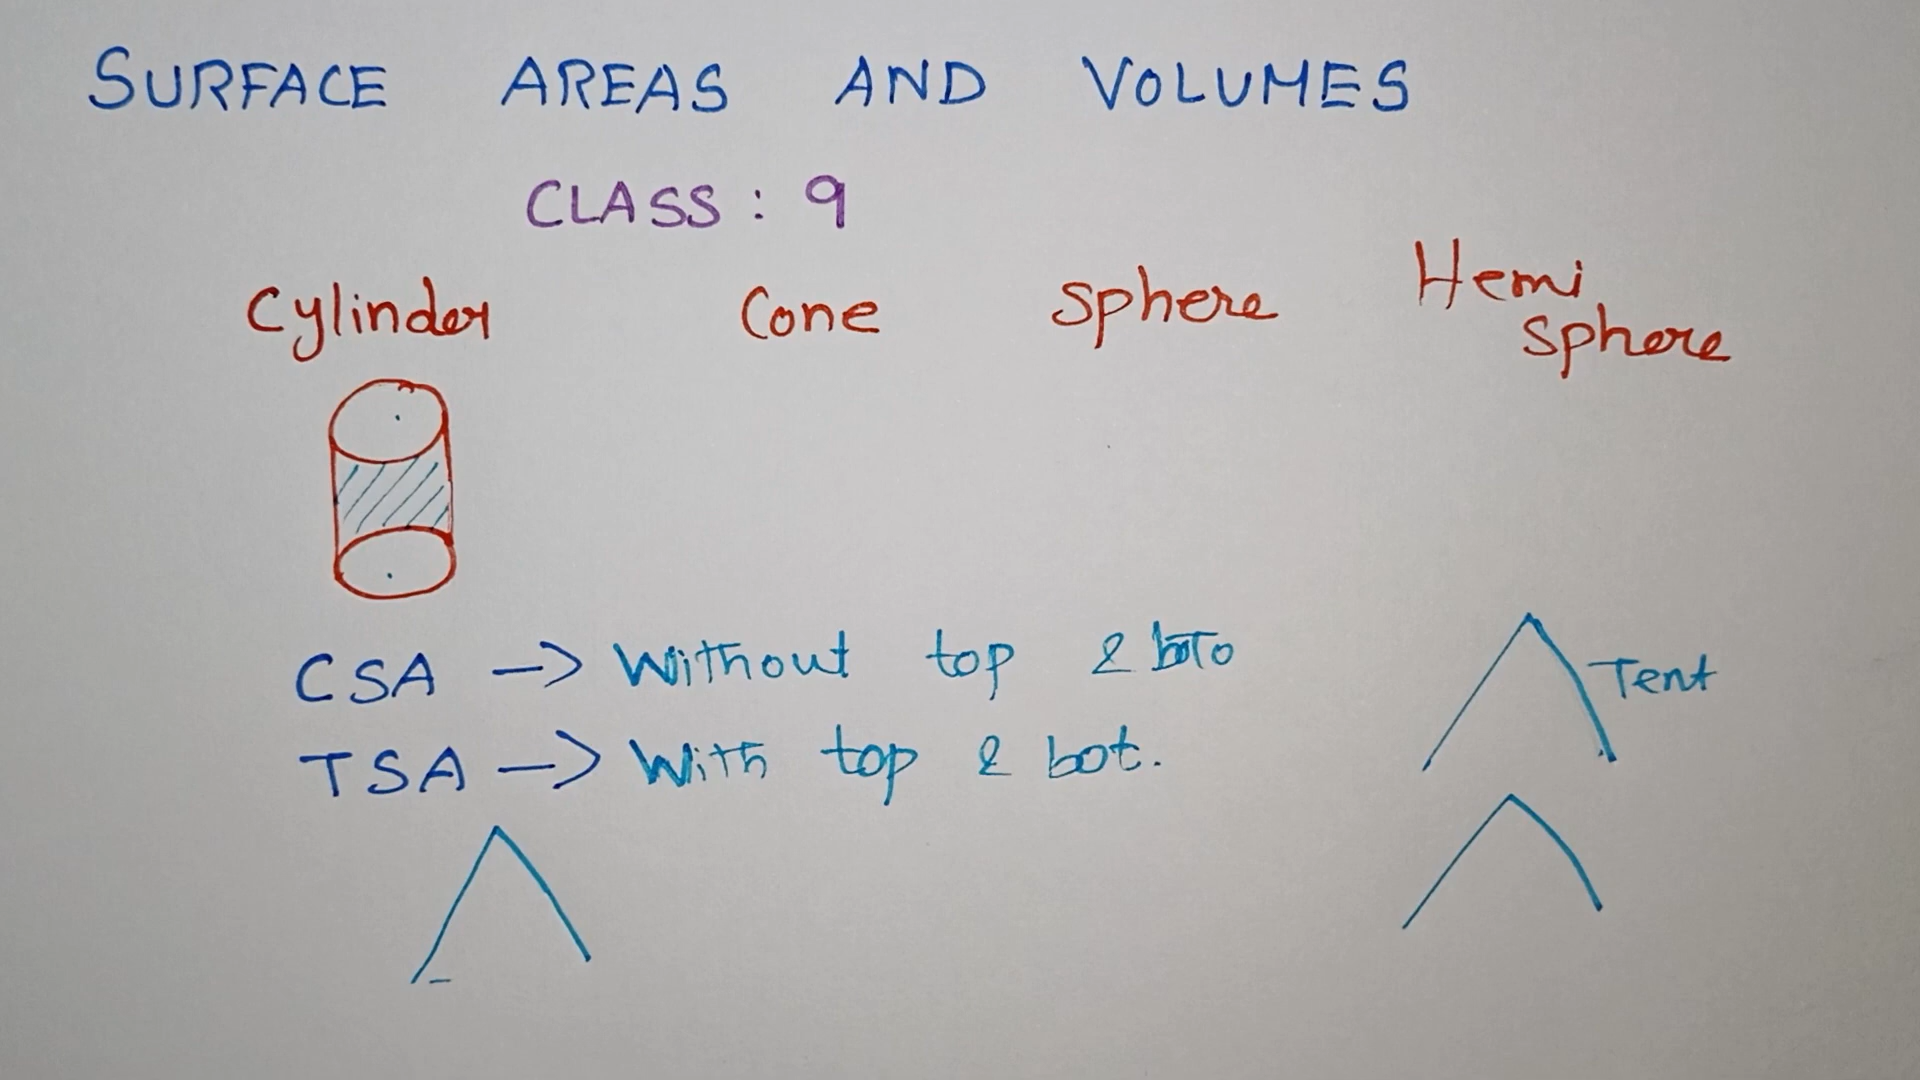 SURFACE AREAS AND VOLUMES
CLASS : 9
Cylinder Cone Sphere Hemi sphere
CSA -> Without top & botto
TSA -> With top & bot.
Tent